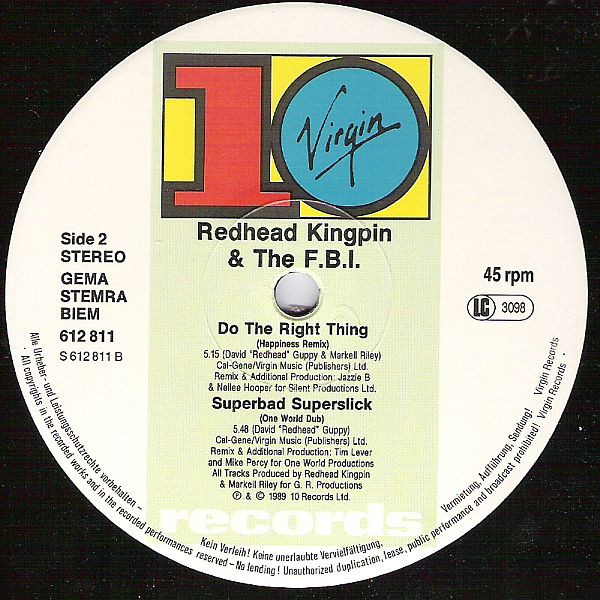 10
Virgin
Redhead Kingpin
& The F.B.I.
Side 2
STEREO
GEMA
STEMRA
BIEM
612 811
S 612 811 B
45 rpm
LC 3098
Do The Right Thing
(Happiness Remix)
5.15 (David "Redhead" Guppy & Markell Riley)
Cal-Gene/Virgin Music (Publishers) Ltd.
Remix & Additional Production: Jazzie B
& Nellee Hooper for Silent Productions Ltd.
Superbad Superslick
(One World Dub)
5.48 (David "Redhead" Guppy)
Cal-Gene/Virgin Music (Publishers) Ltd.
Remix & Additional Production: Tim Lever
and Mike Percy for One World Productions
All Tracks Produced by Redhead Kingpin
& Markell Riley for G. R. Productions
℗ & © 1989 10 Records Ltd.
records
Alle Urheber- und Leistungsschutzrechte vorbehalten – Kein Verleih! Keine unerlaubte Vervielfältigung, Vermietung, Aufführung, Sendung! Virgin Records
· All copyrights in the recorded works and in the recorded performances reserved – No lending! Unauthorized duplication, lease, public performance and broadcast prohibited! Virgin Records ·